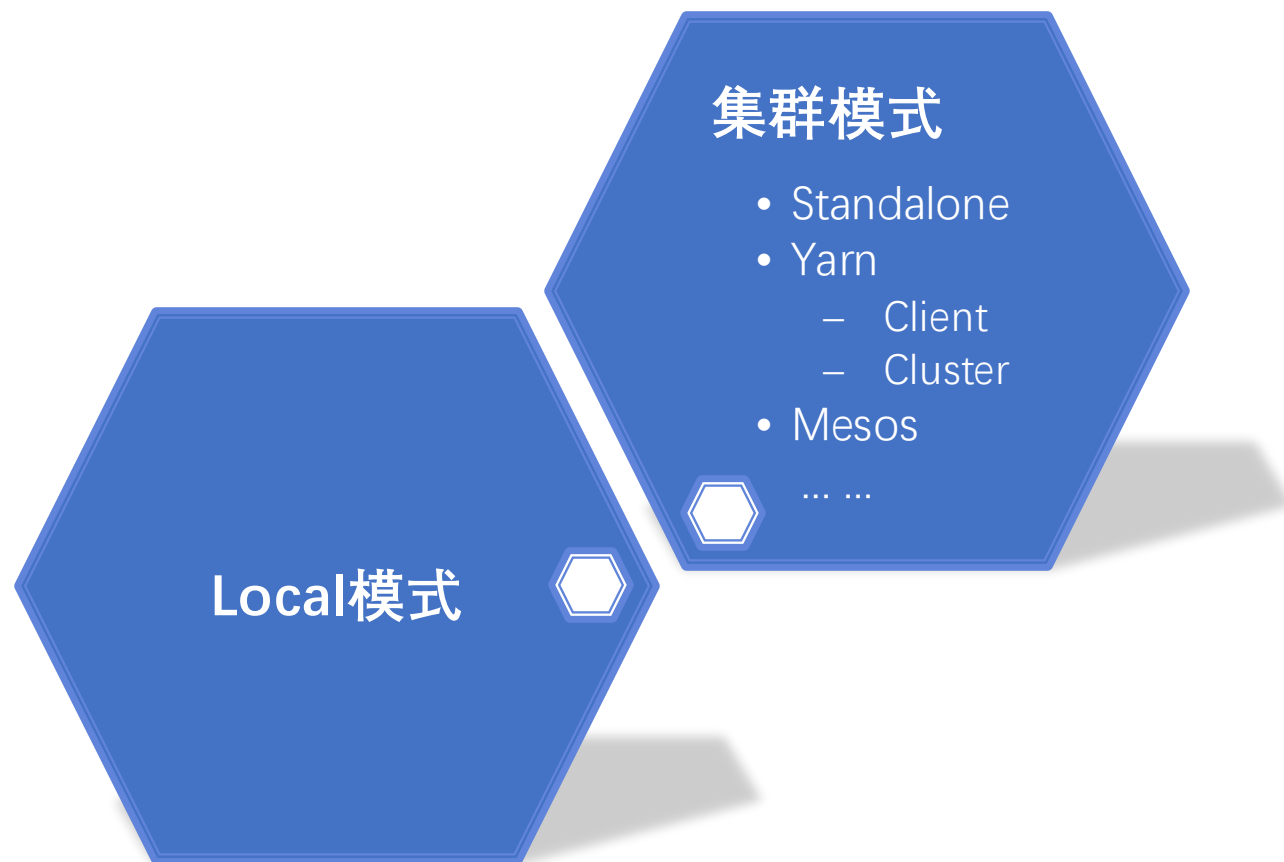 集群模式
• Standalone
• Yarn
– Client
– Cluster
• Mesos
... ...
Local模式